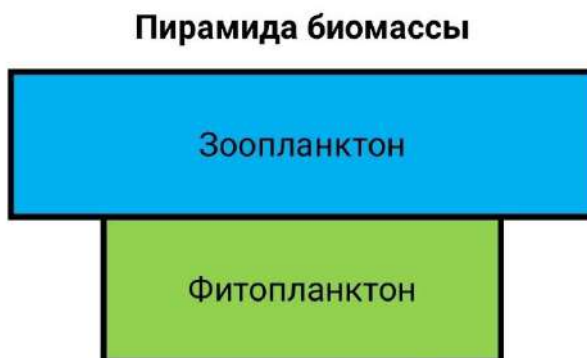 Пирамида биомассы
Зоопланктон
Фитопланктон